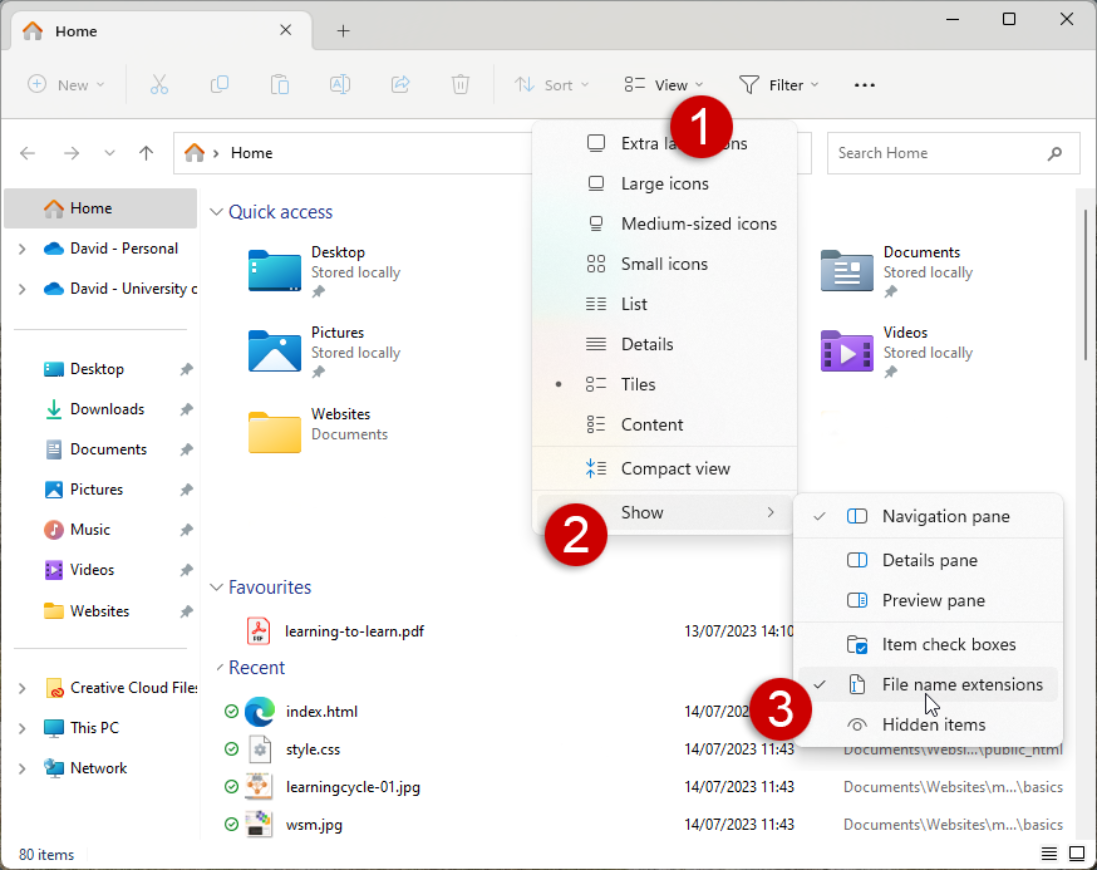 Home
New
Sort
View
Filter
Home
Search Home
Home
David - Personal
David - University
Desktop
Downloads
Documents
Pictures
Music
Videos
Websites
Creative Cloud Files
This PC
Network
Quick access
Desktop
Stored locally
Pictures
Stored locally
Websites
Documents
Documents
Stored locally
Videos
Stored locally
1
Extra icons
Large icons
Medium-sized icons
Small icons
List
Details
Tiles
Content
Compact view
2
Show
Navigation pane
Details pane
Preview pane
Item check boxes
3
File name extensions
Hidden items
Favourites
PDF
learning-to-learn.pdf 13/07/2023 14:10
Recent
index.html 14/07/202
style.css 14/07/2023 11:43 Documents\Websi...\public_html
learningcycle-01.jpg 14/07/2023 11:43 Documents\Websites\m...\basics
wsm.jpg 14/07/2023 11:43 Documents\Websites\m...\basics
80 items